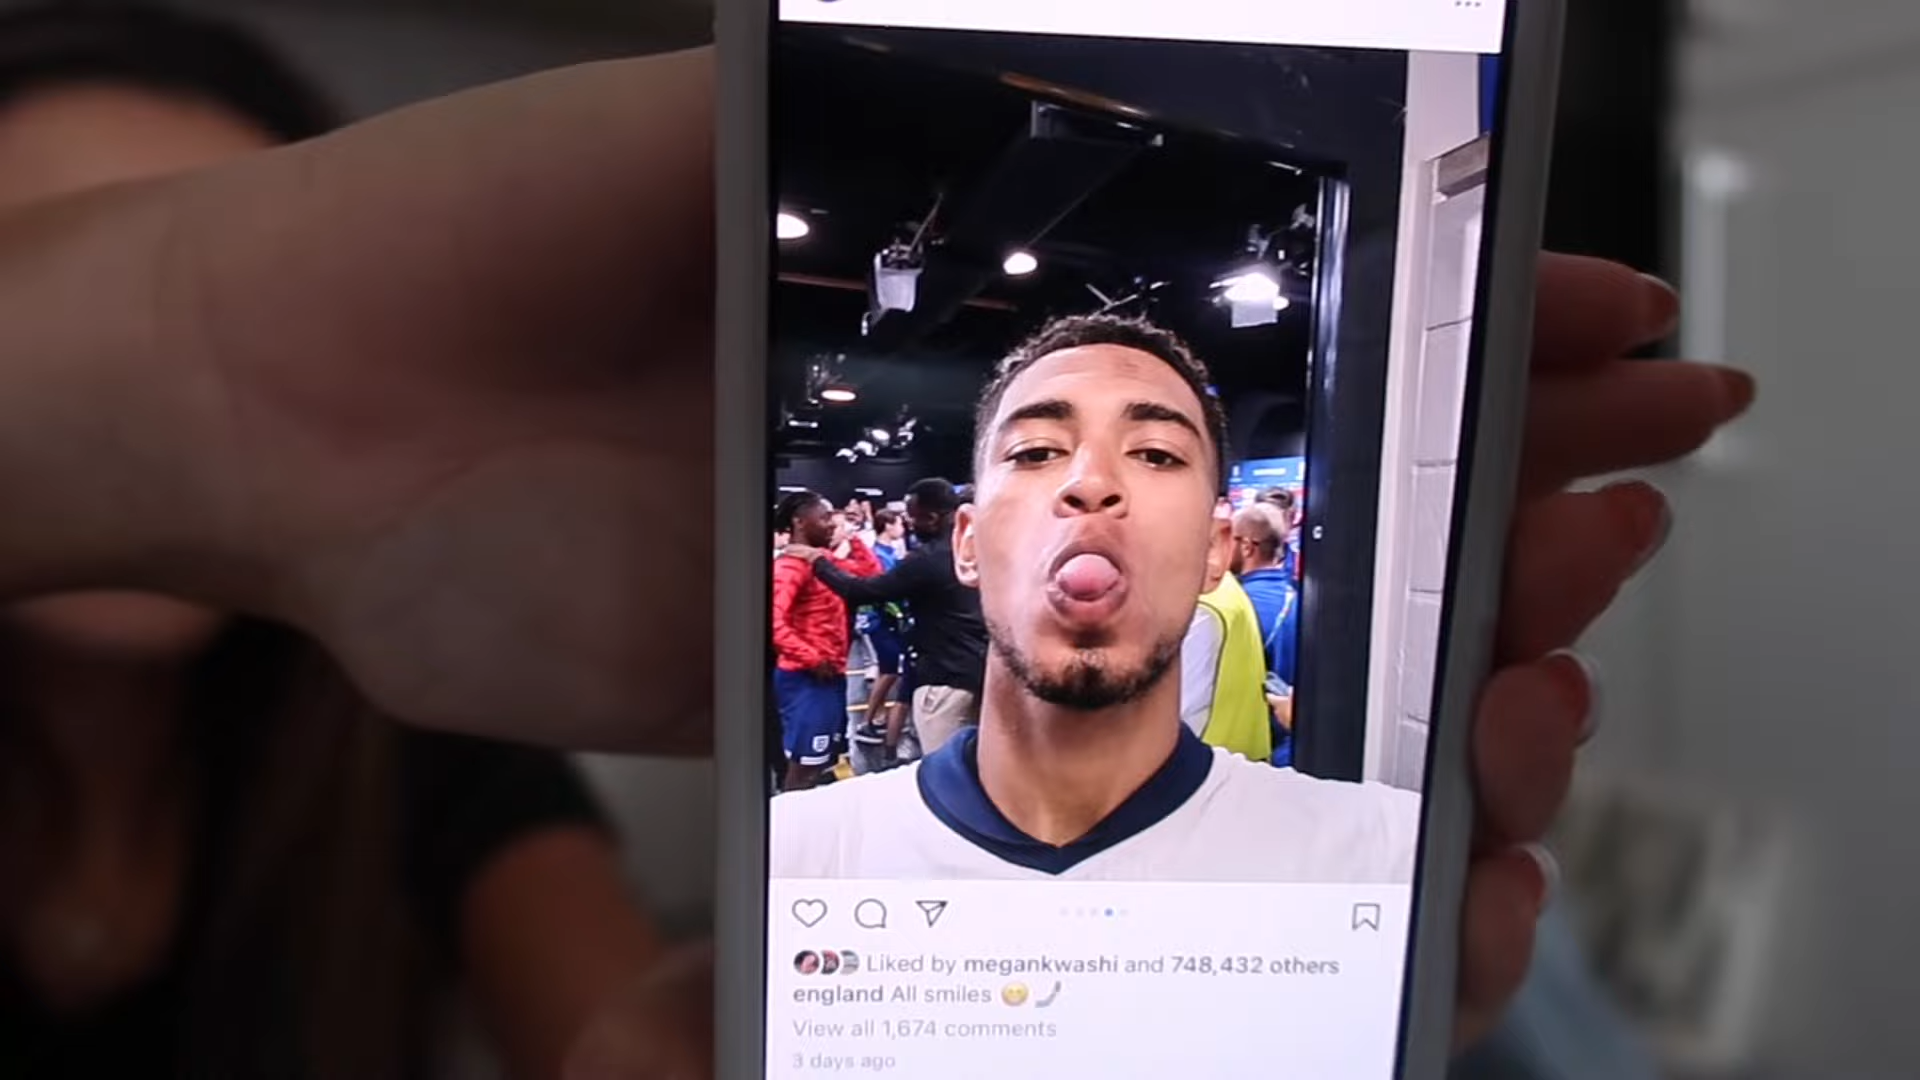 Liked by megankwashi and 748,432 others
england All smiles 😁🤳
View all 1,674 comments
3 days ago